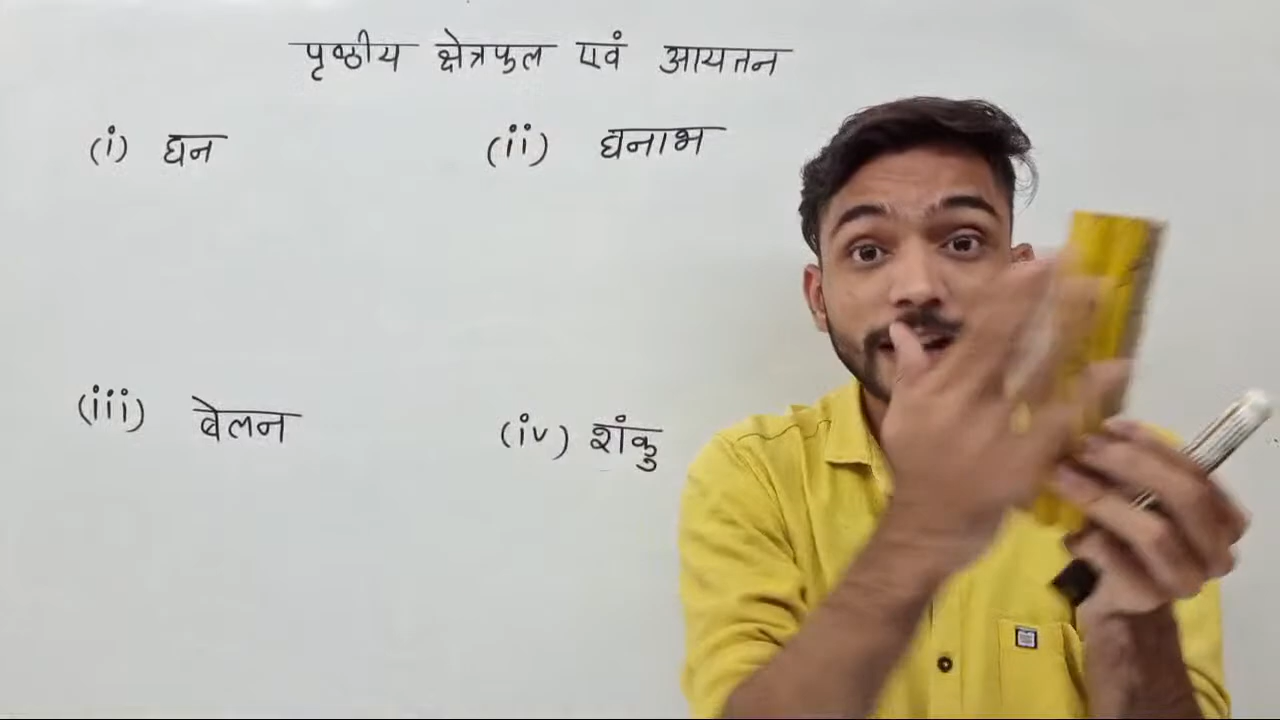 पृष्ठीय क्षेत्रफल एवं आयतन
(i) घन
(ii) घनाभ
(iii) बेलन
(iv) शंकु